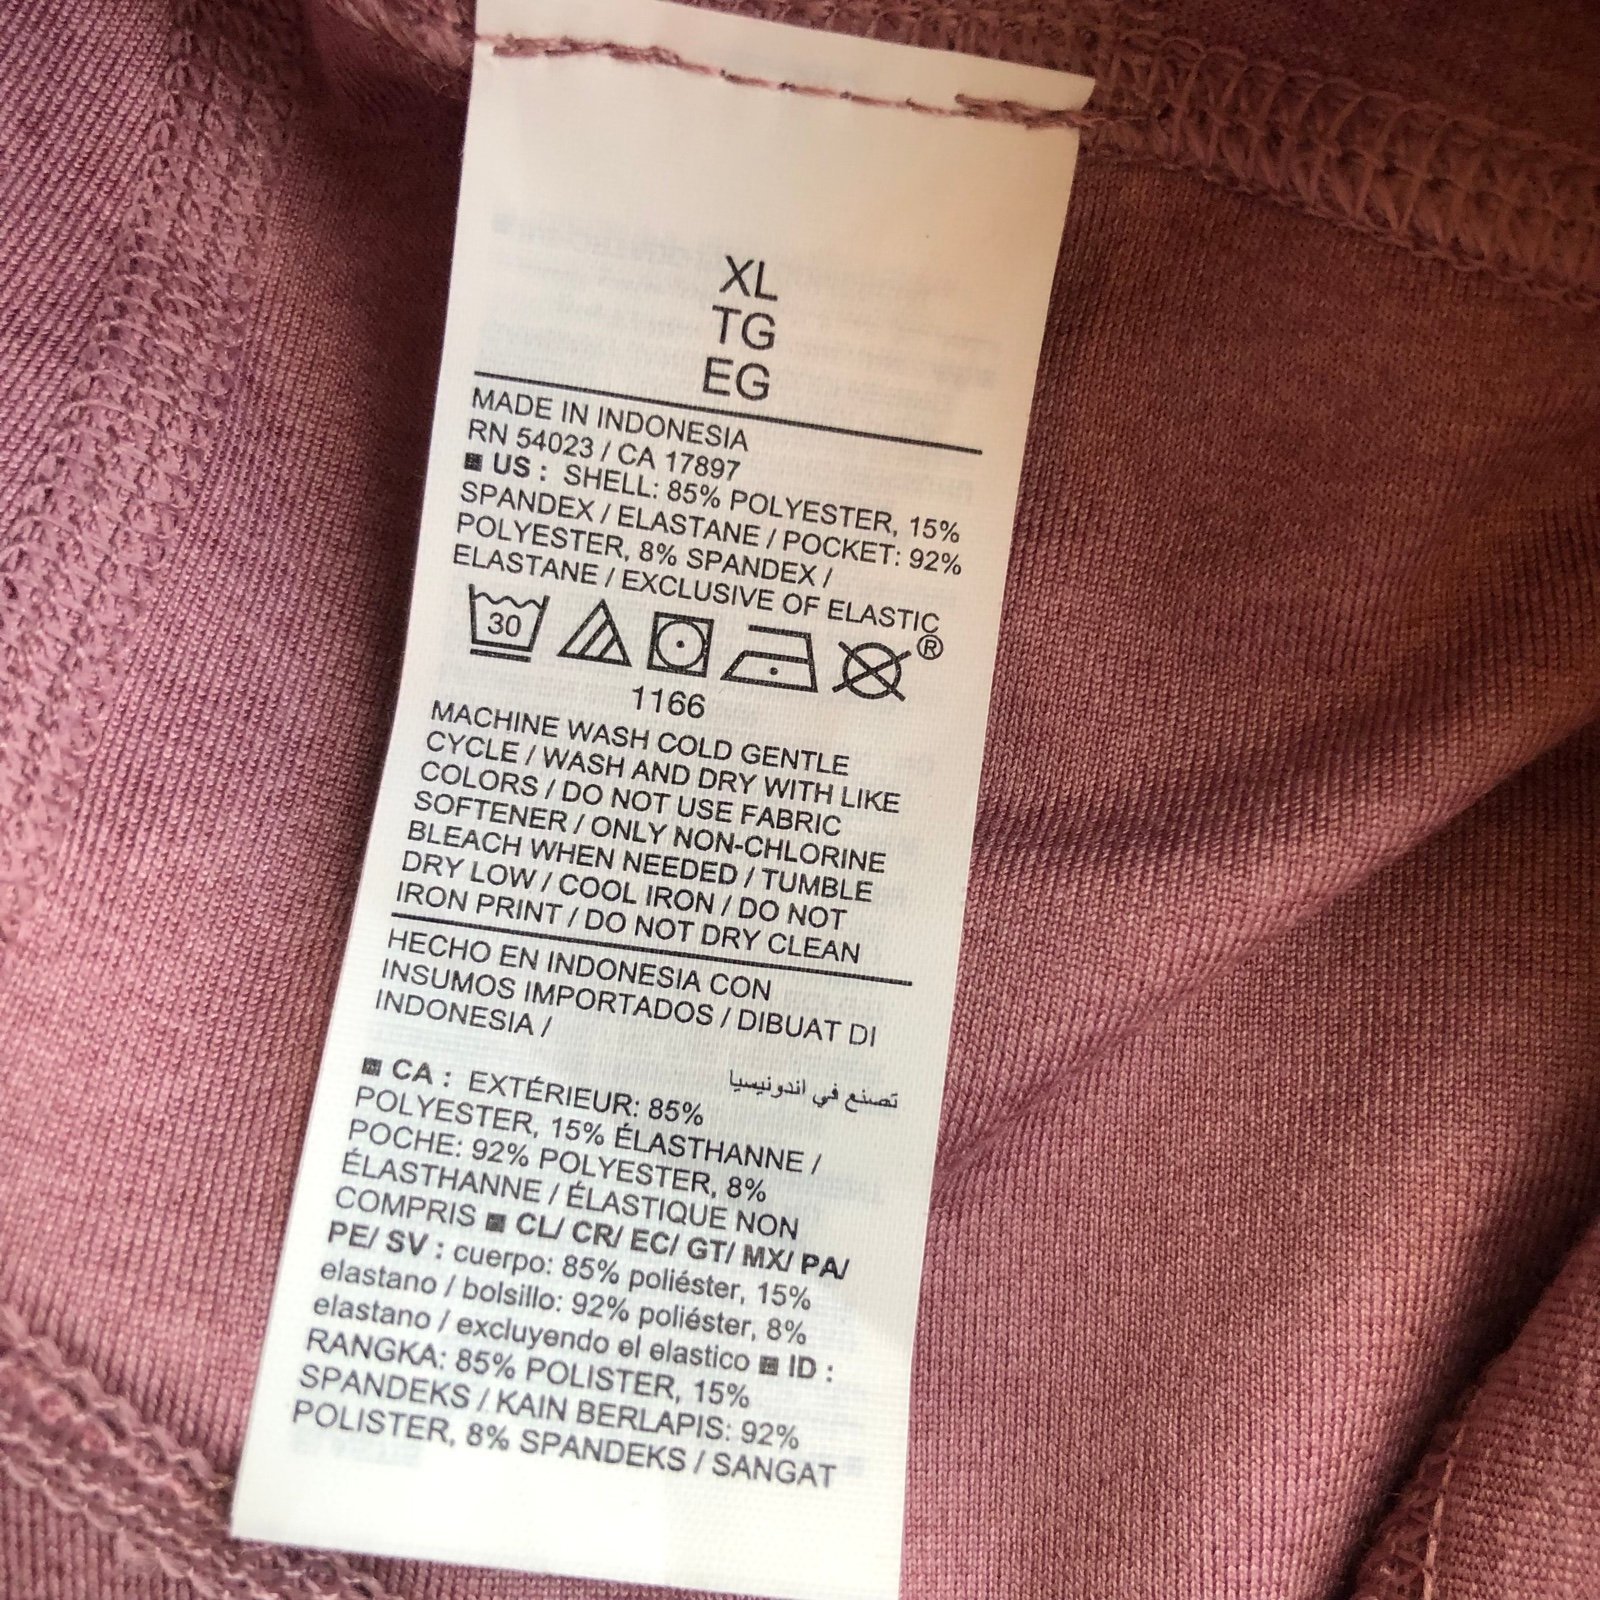 XL
TG
EG
MADE IN INDONESIA
RN 54023 / CA 17897
■ US : SHELL: 85% POLYESTER, 15%
SPANDEX / ELASTANE / POCKET: 92%
POLYESTER, 8% SPANDEX /
ELASTANE / EXCLUSIVE OF ELASTIC
30
®
1166
MACHINE WASH COLD GENTLE
CYCLE / WASH AND DRY WITH LIKE
COLORS / DO NOT USE FABRIC
SOFTENER / ONLY NON-CHLORINE
BLEACH WHEN NEEDED / TUMBLE
DRY LOW / COOL IRON / DO NOT
IRON PRINT / DO NOT DRY CLEAN
HECHO EN INDONESIA CON
INSUMOS IMPORTADOS / DIBUAT DI
INDONESIA /
تصنع في اندونيسيا
■ CA : EXTÉRIEUR: 85%
POLYESTER, 15% ÉLASTHANNE /
POCHE: 92% POLYESTER, 8%
ÉLASTHANNE / ÉLASTIQUE NON
COMPRIS ■ CL/ CR/ EC/ GT/ MX/ PA/
PE/ SV : cuerpo: 85% poliéster, 15%
elastano / bolsillo: 92% poliéster, 8%
elastano / excluyendo el elastico ■ ID :
RANGKA: 85% POLISTER, 15%
SPANDEKS / KAIN BERLAPIS: 92%
POLISTER, 8% SPANDEKS / SANGAT